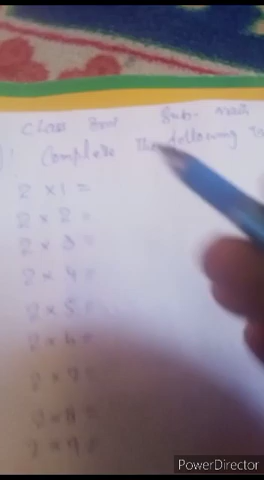 Class 2nd Sub- Math
Complete the following T
2 × 1 =
2 × 2 =
2 × 3 =
2 × 4 =
2 × 5 =
2 × 6 =
2 × 7 =
2 × 8 =
2 × 9 =
PowerDirector